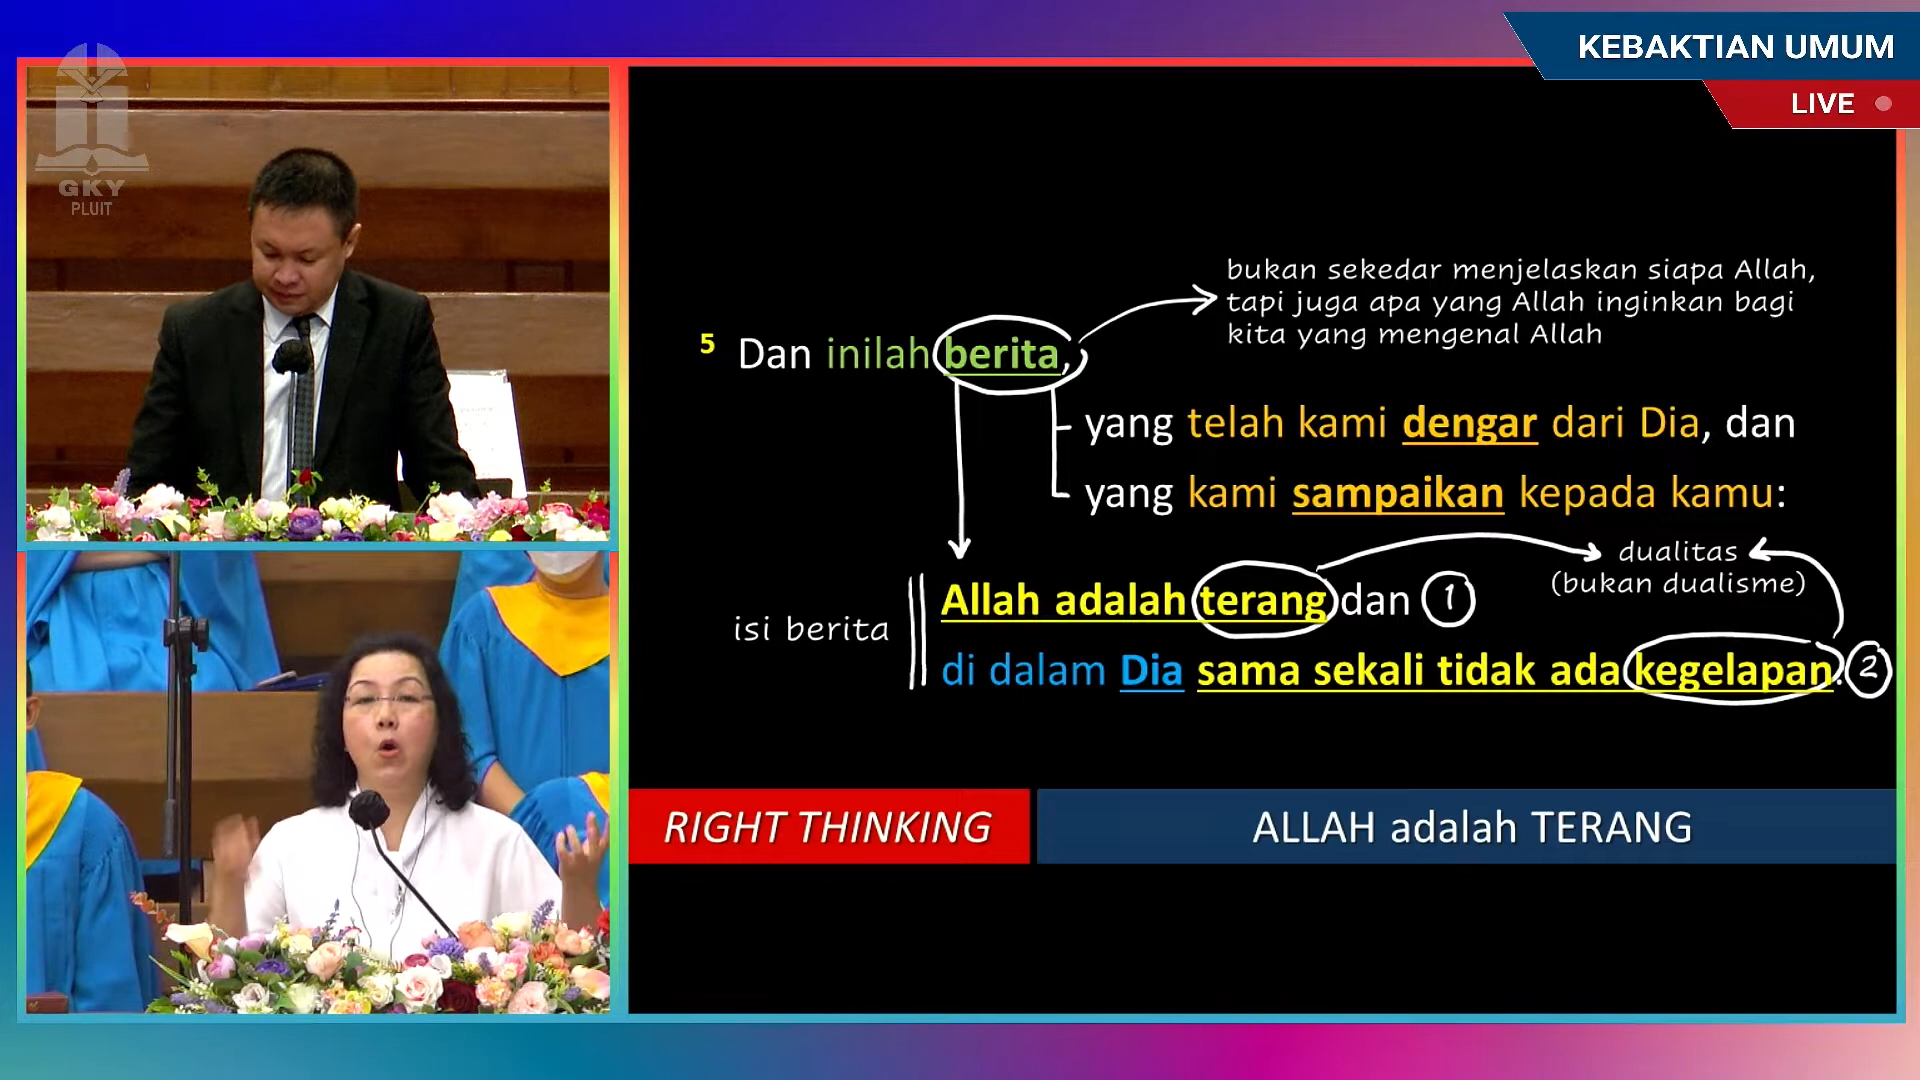 KEBAKTIAN UMUM
LIVE
GKY
PLUIT
bukan sekedar menjelaskan siapa Allah,
tapi juga apa yang Allah inginkan bagi
kita yang mengenal Allah
5 Dan inilah berita,
yang telah kami dengar dari Dia, dan
yang kami sampaikan kepada kamu:
dualitas
(bukan dualisme)
isi berita
Allah adalah terang dan 1
di dalam Dia sama sekali tidak ada kegelapan. 2
RIGHT THINKING
ALLAH adalah TERANG